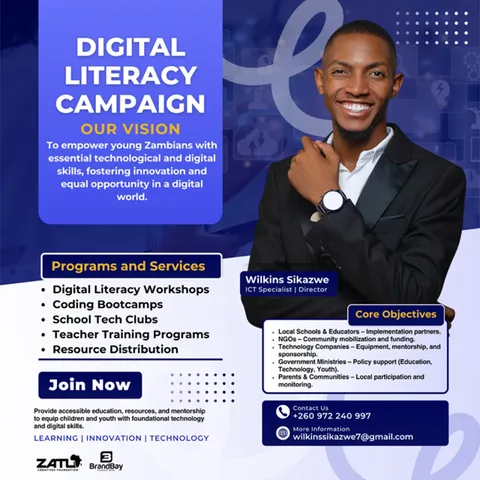 DIGITAL
LITERACY
CAMPAIGN
OUR VISION
To empower young Zambians with
essential technological and digital
skills, fostering innovation and
equal opportunity in a digital
world.
Programs and Services
• Digital Literacy Workshops
• Coding Bootcamps
• School Tech Clubs
• Teacher Training Programs
• Resource Distribution
Join Now
Provide accessible education, resources, and mentorship
to equip children and youth with foundational technology
and digital skills.
LEARNING | INNOVATION | TECHNOLOGY
ZATU
CREATIVES FOUNDATION
BrandBay
Wilkins Sikazwe
ICT Specialist | Director
Core Objectives
• Local Schools & Educators – Implementation partners.
• NGOs – Community mobilization and funding.
• Technology Companies – Equipment, mentorship, and
sponsorship.
• Government Ministries – Policy support (Education,
Technology, Youth).
• Parents & Communities – Local participation and
monitoring.
Contact Us
+260 972 240 997
More Information
wilkinssikazwe7@gmail.com